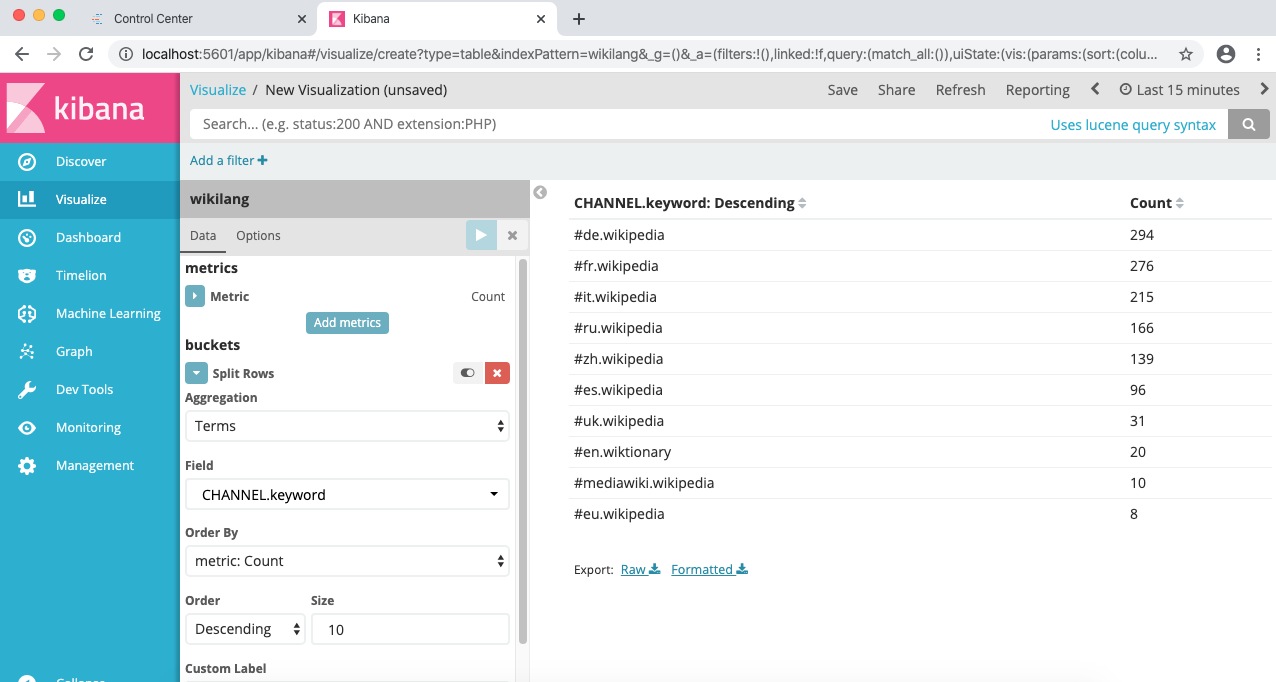 Control Center
Kibana
localhost:5601/app/kibana#/visualize/create?type=table&indexPattern=wikilang&_g=()&_a=(filters:!(),linked:!f,query:(match_all:()),uiState:(vis:(params:(sort:(colu...
kibana
Discover
Visualize
Dashboard
Timelion
Machine Learning
Graph
Dev Tools
Monitoring
Management
Collapse
Visualize / New Visualization (unsaved)
Save Share Refresh Reporting Last 15 minutes
Search... (e.g. status:200 AND extension:PHP)
Uses lucene query syntax
Add a filter
wikilang
Data Options
metrics
Metric Count
Add metrics
buckets
Split Rows
Aggregation
Terms
Field
CHANNEL.keyword
Order By
metric: Count
Order Size
Descending 10
Custom Label
CHANNEL.keyword: Descending Count
#de.wikipedia 294
#fr.wikipedia 276
#it.wikipedia 215
#ru.wikipedia 166
#zh.wikipedia 139
#es.wikipedia 96
#uk.wikipedia 31
#en.wiktionary 20
#mediawiki.wikipedia 10
#eu.wikipedia 8
Export: Raw Formatted